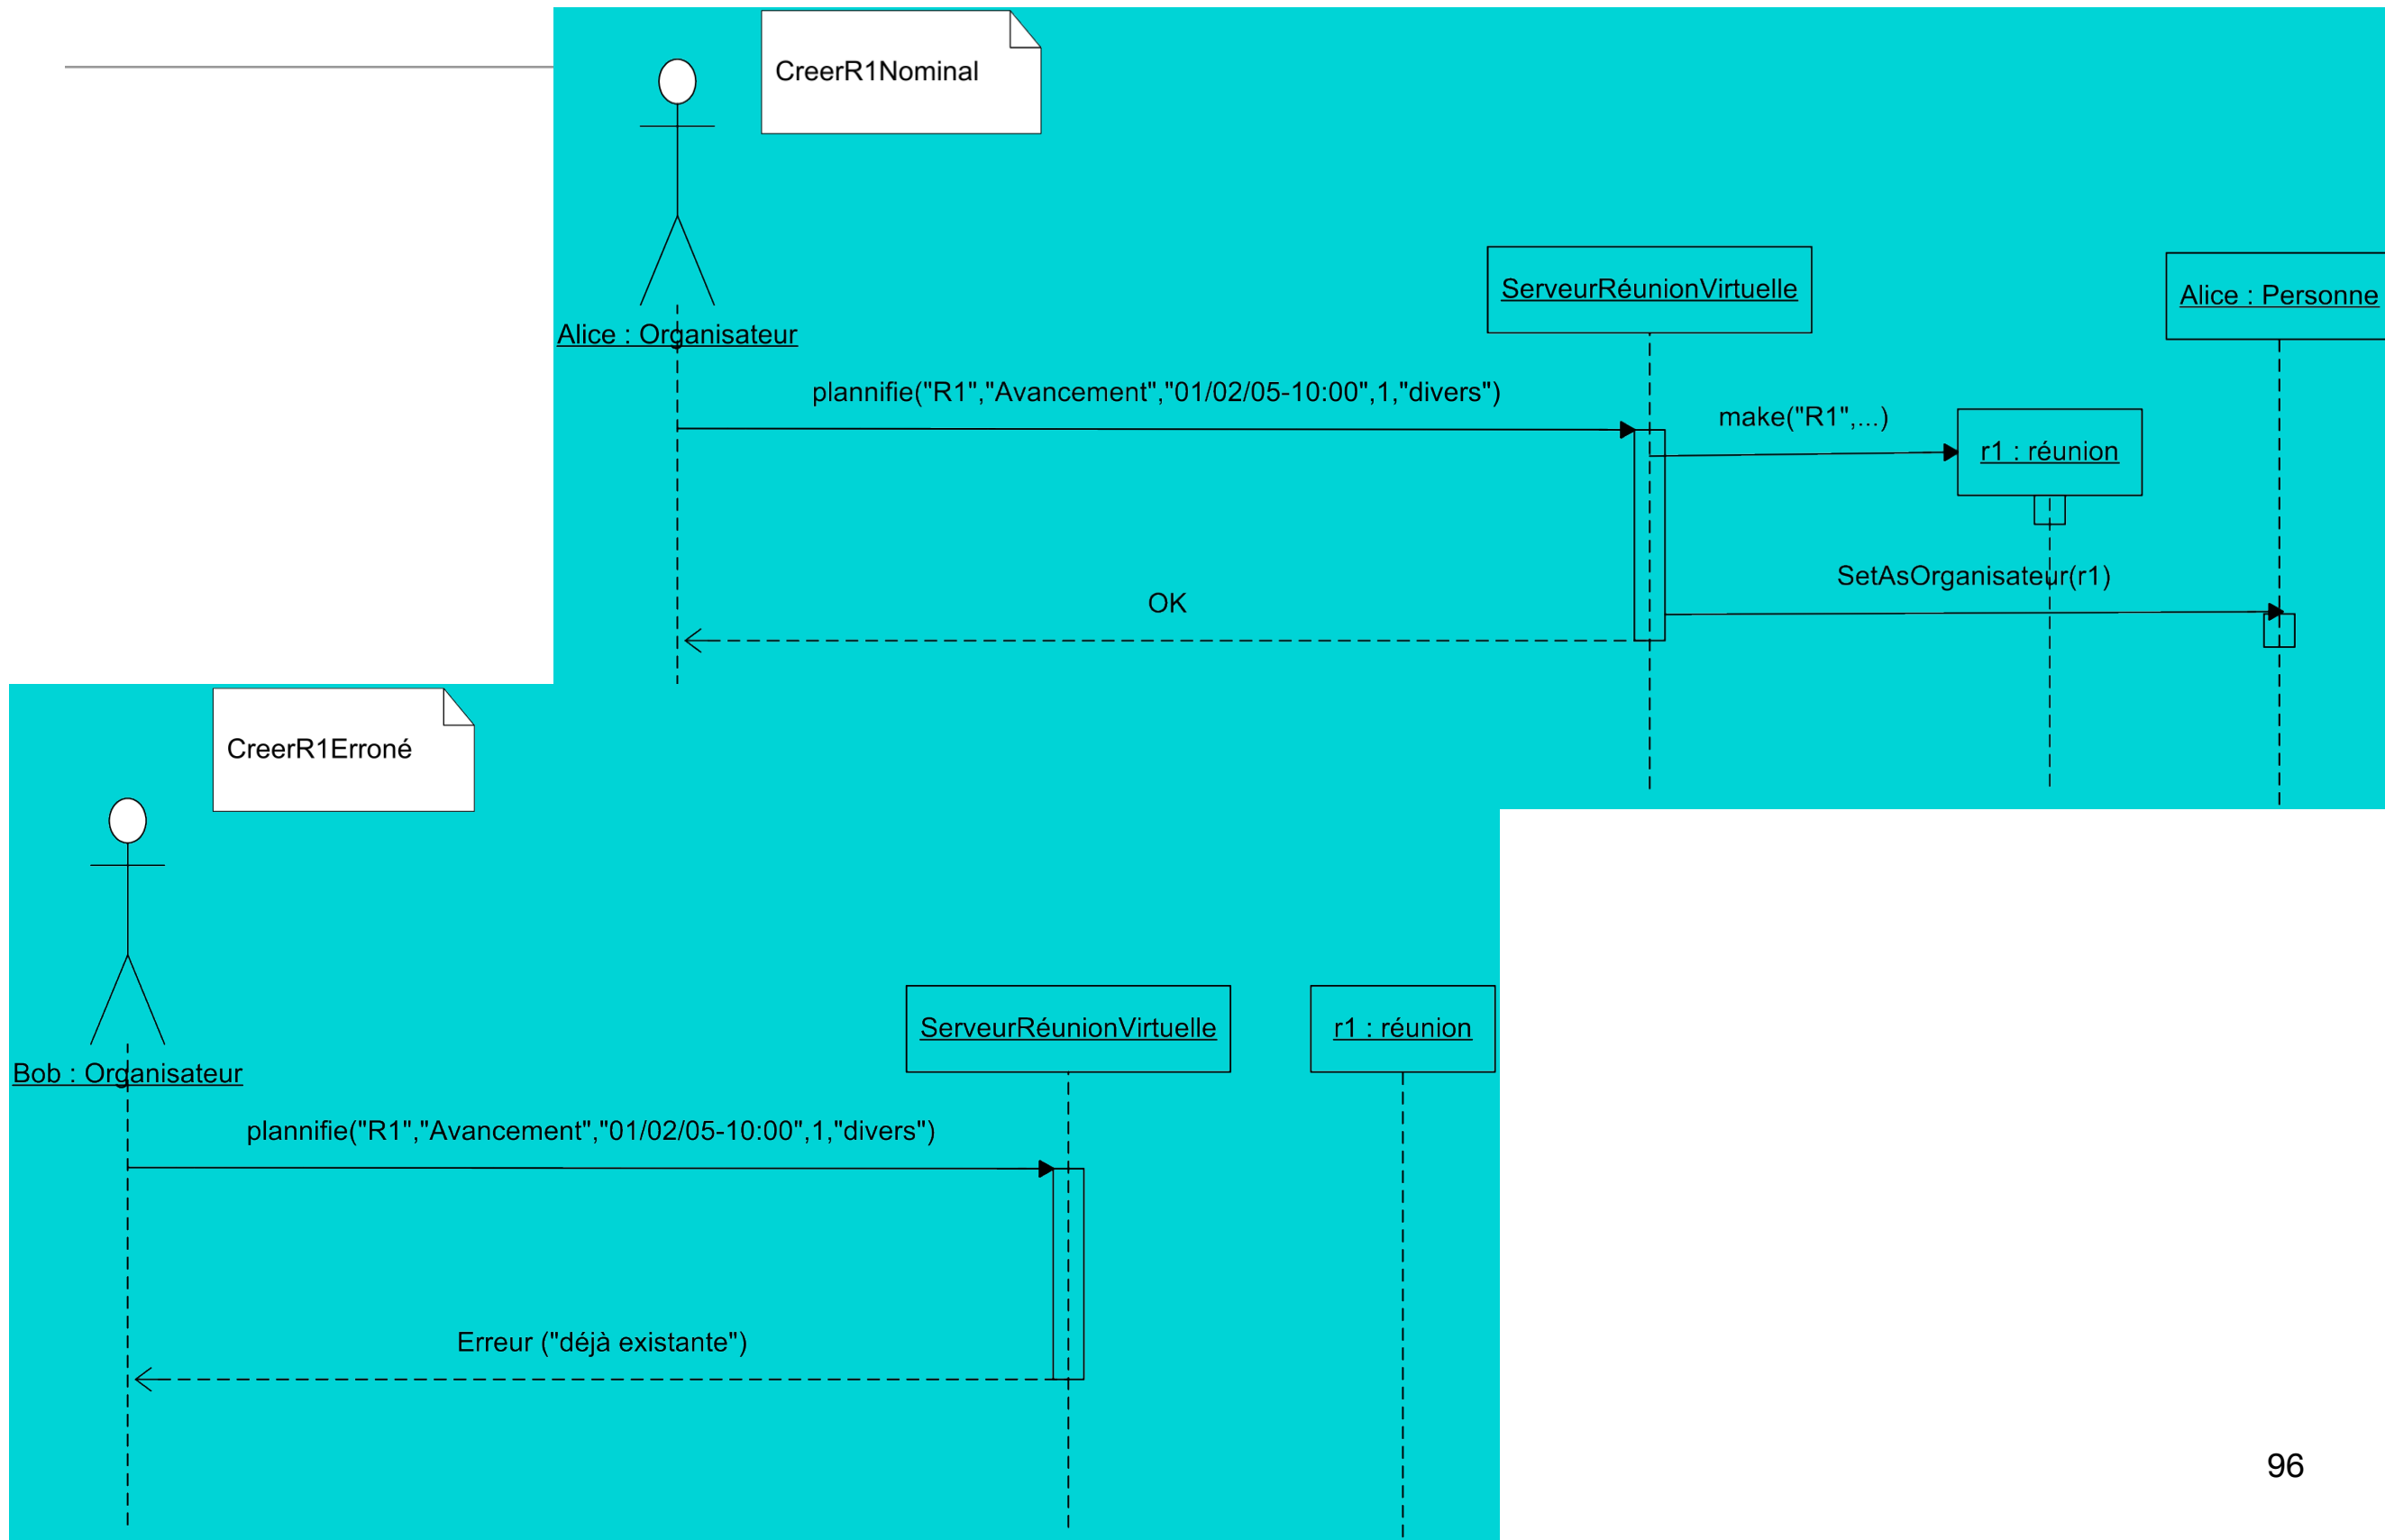 CreerR1Nominal
ServeurRéunionVirtuelle
Alice : Personne
Alice : Organisateur
plannifie("R1","Avancement","01/02/05-10:00",1,"divers")
make("R1",...)
r1 : réunion
SetAsOrganisateur(r1)
OK
CreerR1Erroné
ServeurRéunionVirtuelle
r1 : réunion
Bob : Organisateur
plannifie("R1","Avancement","01/02/05-10:00",1,"divers")
Erreur ("déjà existante")
96